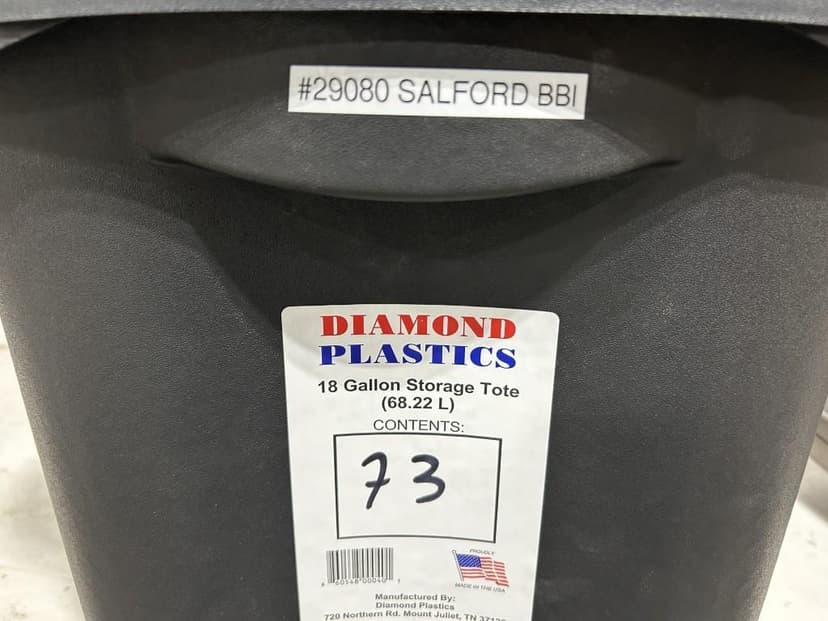 #29080 SALFORD BBI
DIAMOND
PLASTICS
18 Gallon Storage Tote
(68.22 L)
CONTENTS:
73
PROUDLY
MADE IN THE USA
Manufactured By:
Diamond Plastics
720 Northern Rd. Mount Juliet, TN